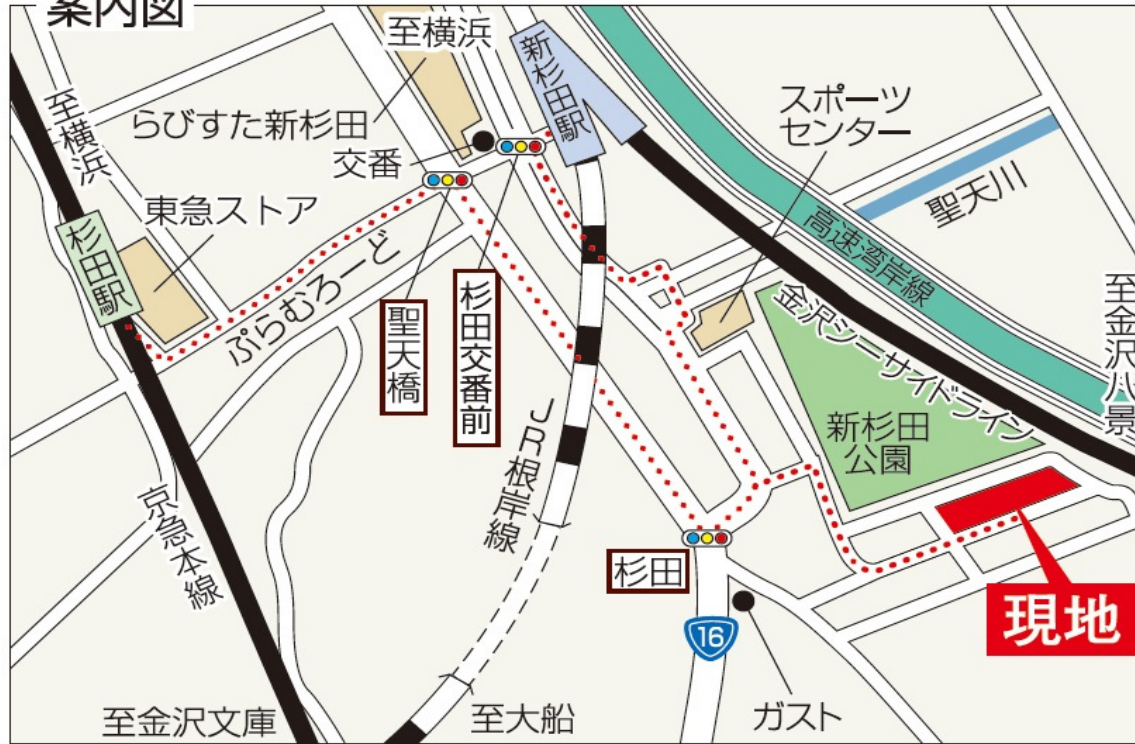 案内図
至横浜
新杉田駅
スポーツ
センター
至横浜
らびすた新杉田
交番
東急ストア
聖天川
高速湾岸線
杉田駅
ぷらむろーど
聖天橋
杉田交番前
金沢シーサイドライン
至金沢八景
新杉田
公園
JR根岸線
京急本線
杉田
16
現地
至金沢文庫
至大船
ガスト